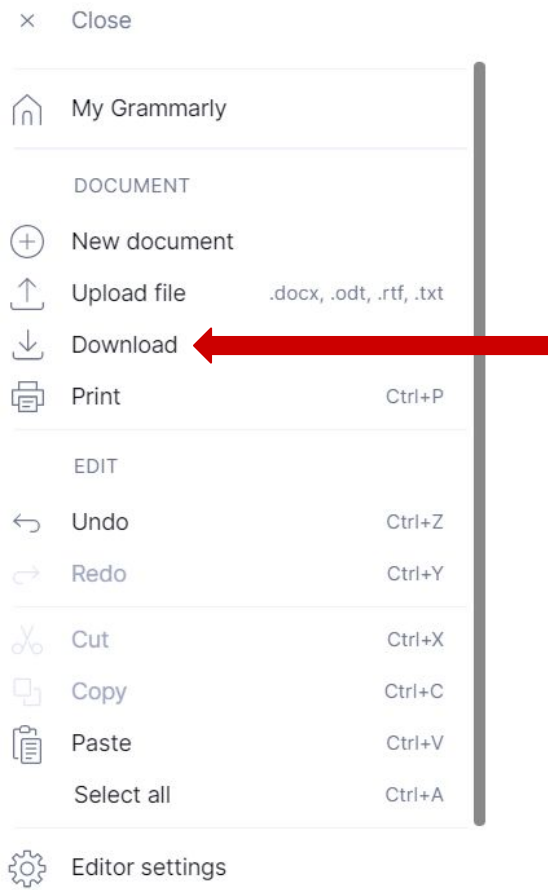 × Close
My Grammarly
DOCUMENT
New document
Upload file .docx, .odt, .rtf, .txt
Download
Print Ctrl+P
EDIT
Undo Ctrl+Z
Redo Ctrl+Y
Cut Ctrl+X
Copy Ctrl+C
Paste Ctrl+V
Select all Ctrl+A
Editor settings